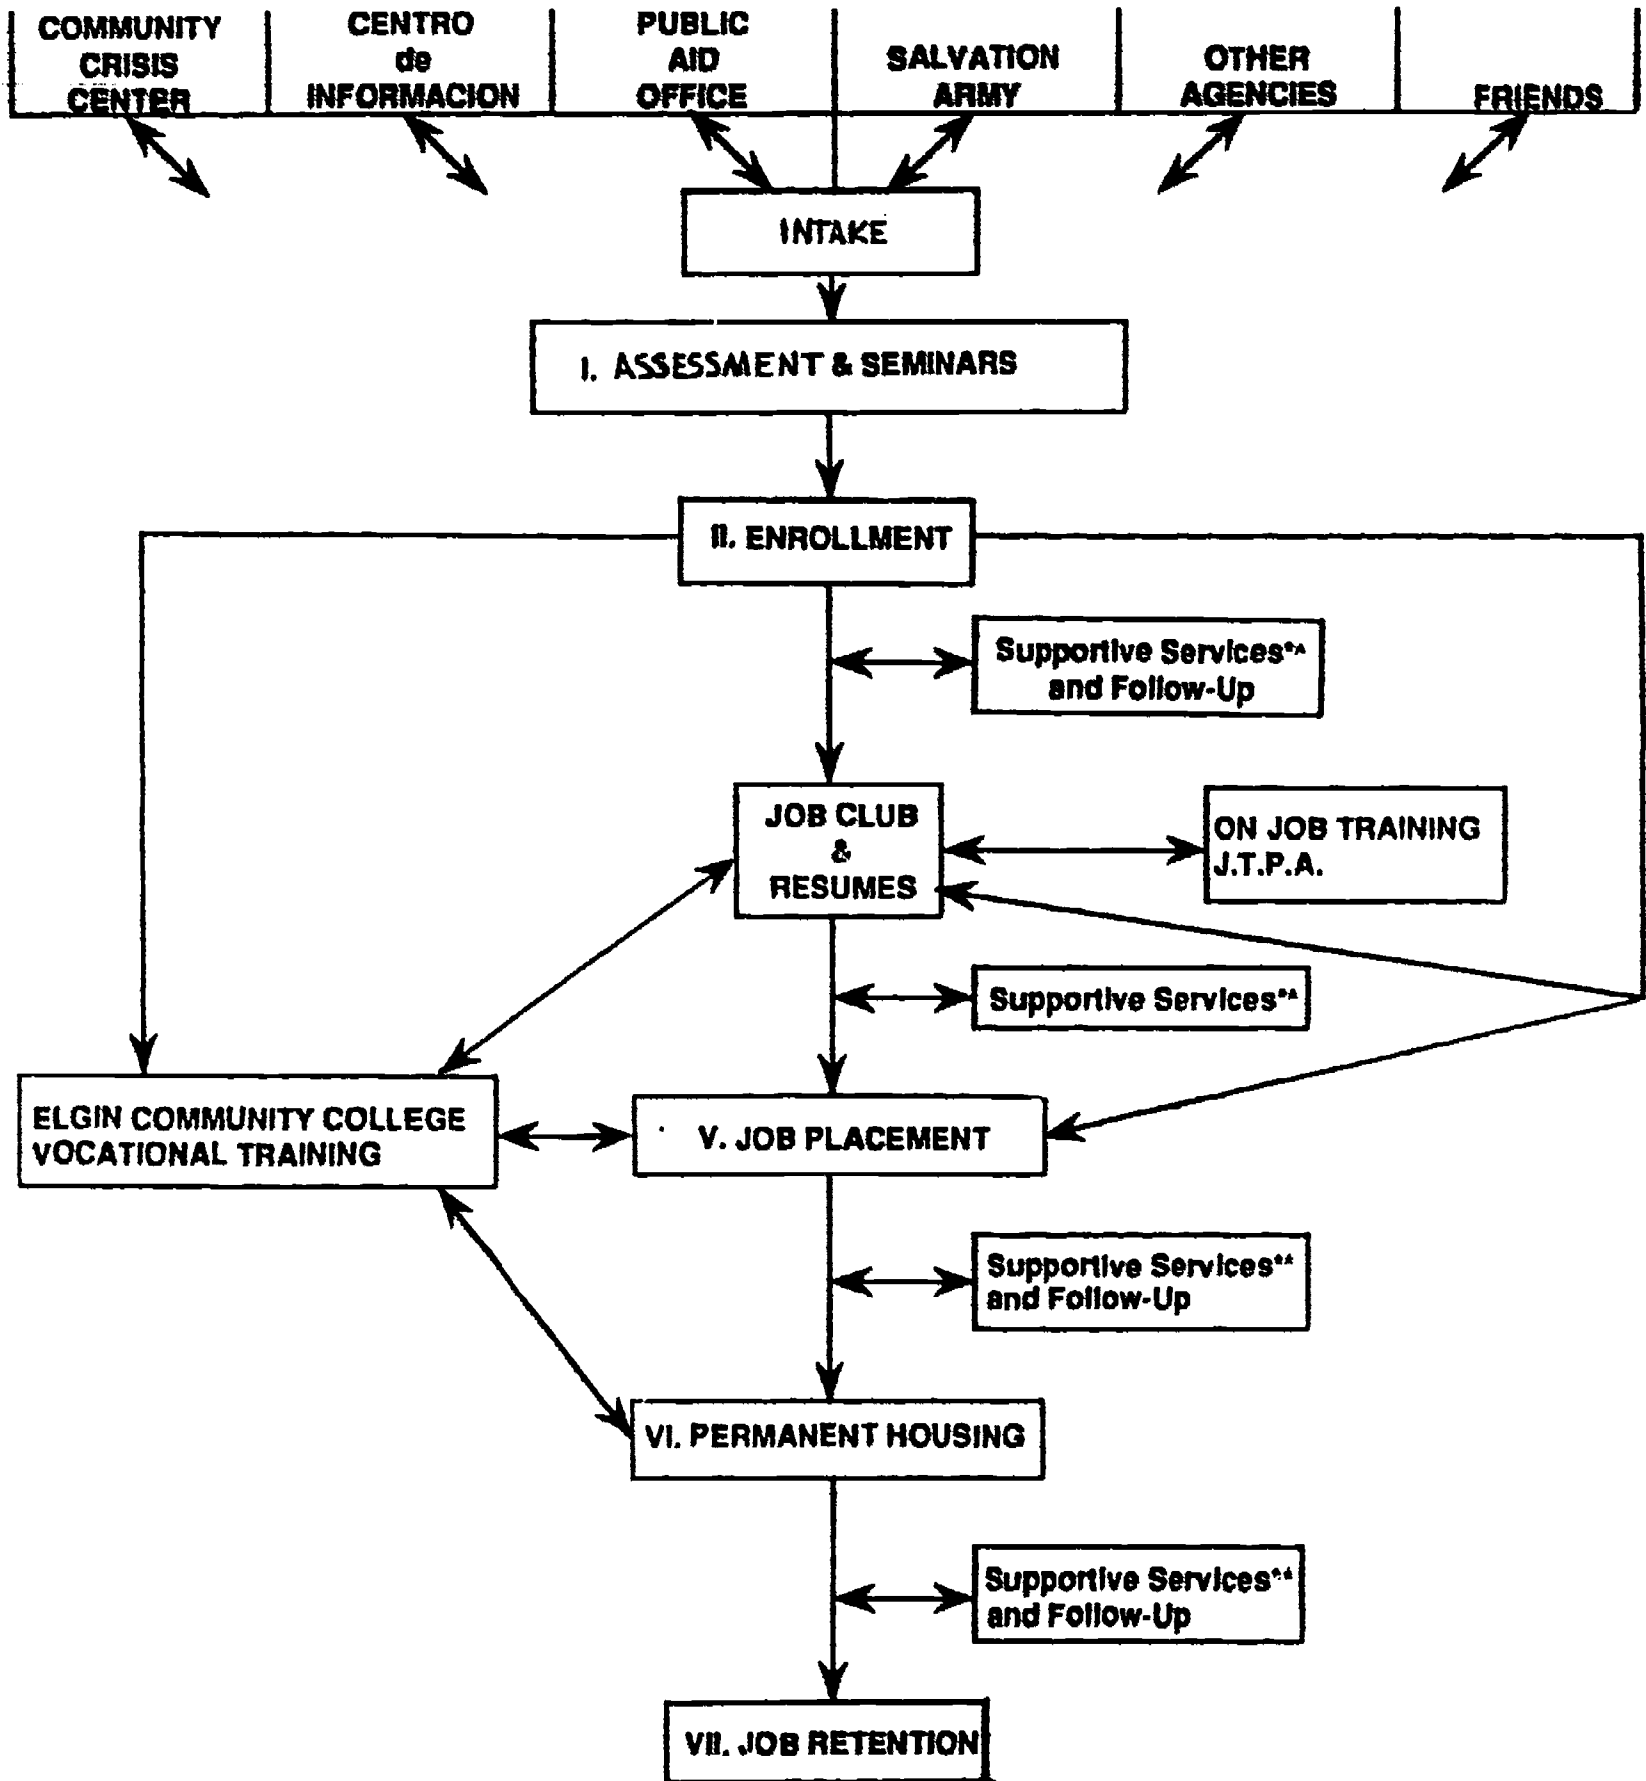 COMMUNITY
CRISIS
CENTER
CENTRO
de
INFORMACION
PUBLIC
AID
OFFICE
SALVATION
ARMY
OTHER
AGENCIES
FRIENDS
INTAKE
I. ASSESSMENT & SEMINARS
II. ENROLLMENT
Supportive Services**
and Follow-Up
JOB CLUB
&
RESUMES
ON JOB TRAINING
J.T.P.A.
Supportive Services**
ELGIN COMMUNITY COLLEGE
VOCATIONAL TRAINING
V. JOB PLACEMENT
Supportive Services**
and Follow-Up
VI. PERMANENT HOUSING
Supportive Services**
and Follow-Up
VII. JOB RETENTION